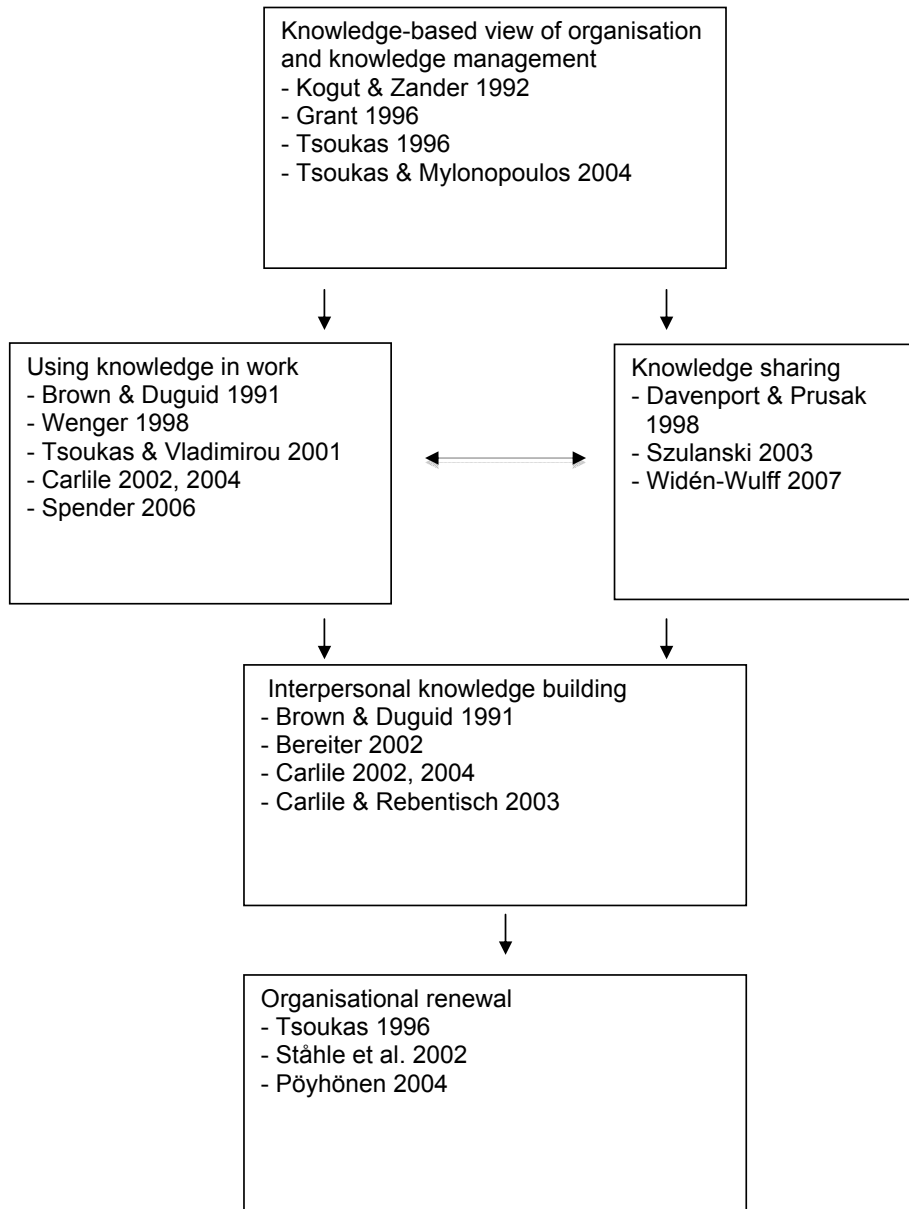 Knowledge-based view of organisation
and knowledge management
- Kogut & Zander 1992
- Grant 1996
- Tsoukas 1996
- Tsoukas & Mylonopoulos 2004
Using knowledge in work
- Brown & Duguid 1991
- Wenger 1998
- Tsoukas & Vladimirou 2001
- Carlile 2002, 2004
- Spender 2006
Knowledge sharing
- Davenport & Prusak
1998
- Szulanski 2003
- Widén-Wulff 2007
Interpersonal knowledge building
- Brown & Duguid 1991
- Bereiter 2002
- Carlile 2002, 2004
- Carlile & Rebentisch 2003
Organisational renewal
- Tsoukas 1996
- Ståhle et al. 2002
- Pöyhönen 2004